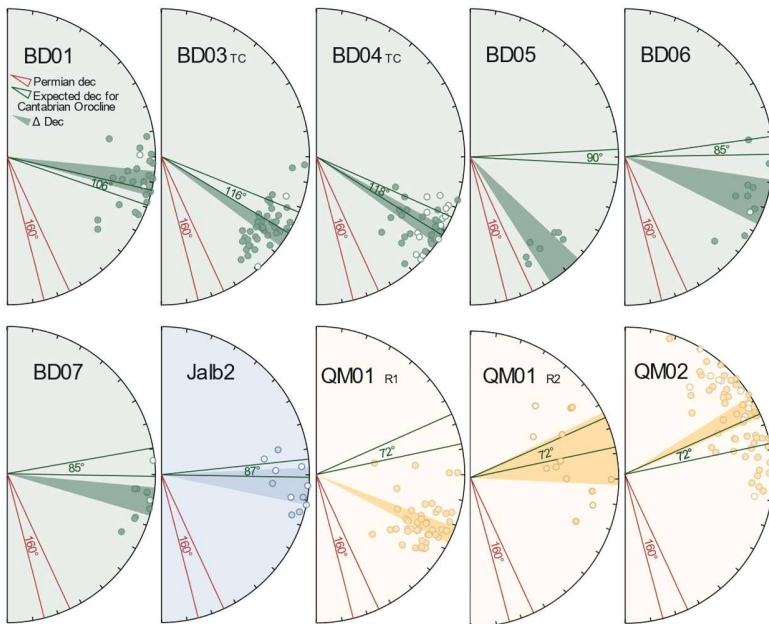 BD01
Permian dec
Expected dec for
Cantabrian Orocline
Δ Dec
106°
160°
BD03 TC
116°
160°
BD04 TC
118°
160°
BD05
90°
160°
BD06
85°
160°
BD07
85°
160°
Jalb2
87°
160°
QM01 R1
72°
160°
QM01 R2
72°
160°
QM02
72°
160°